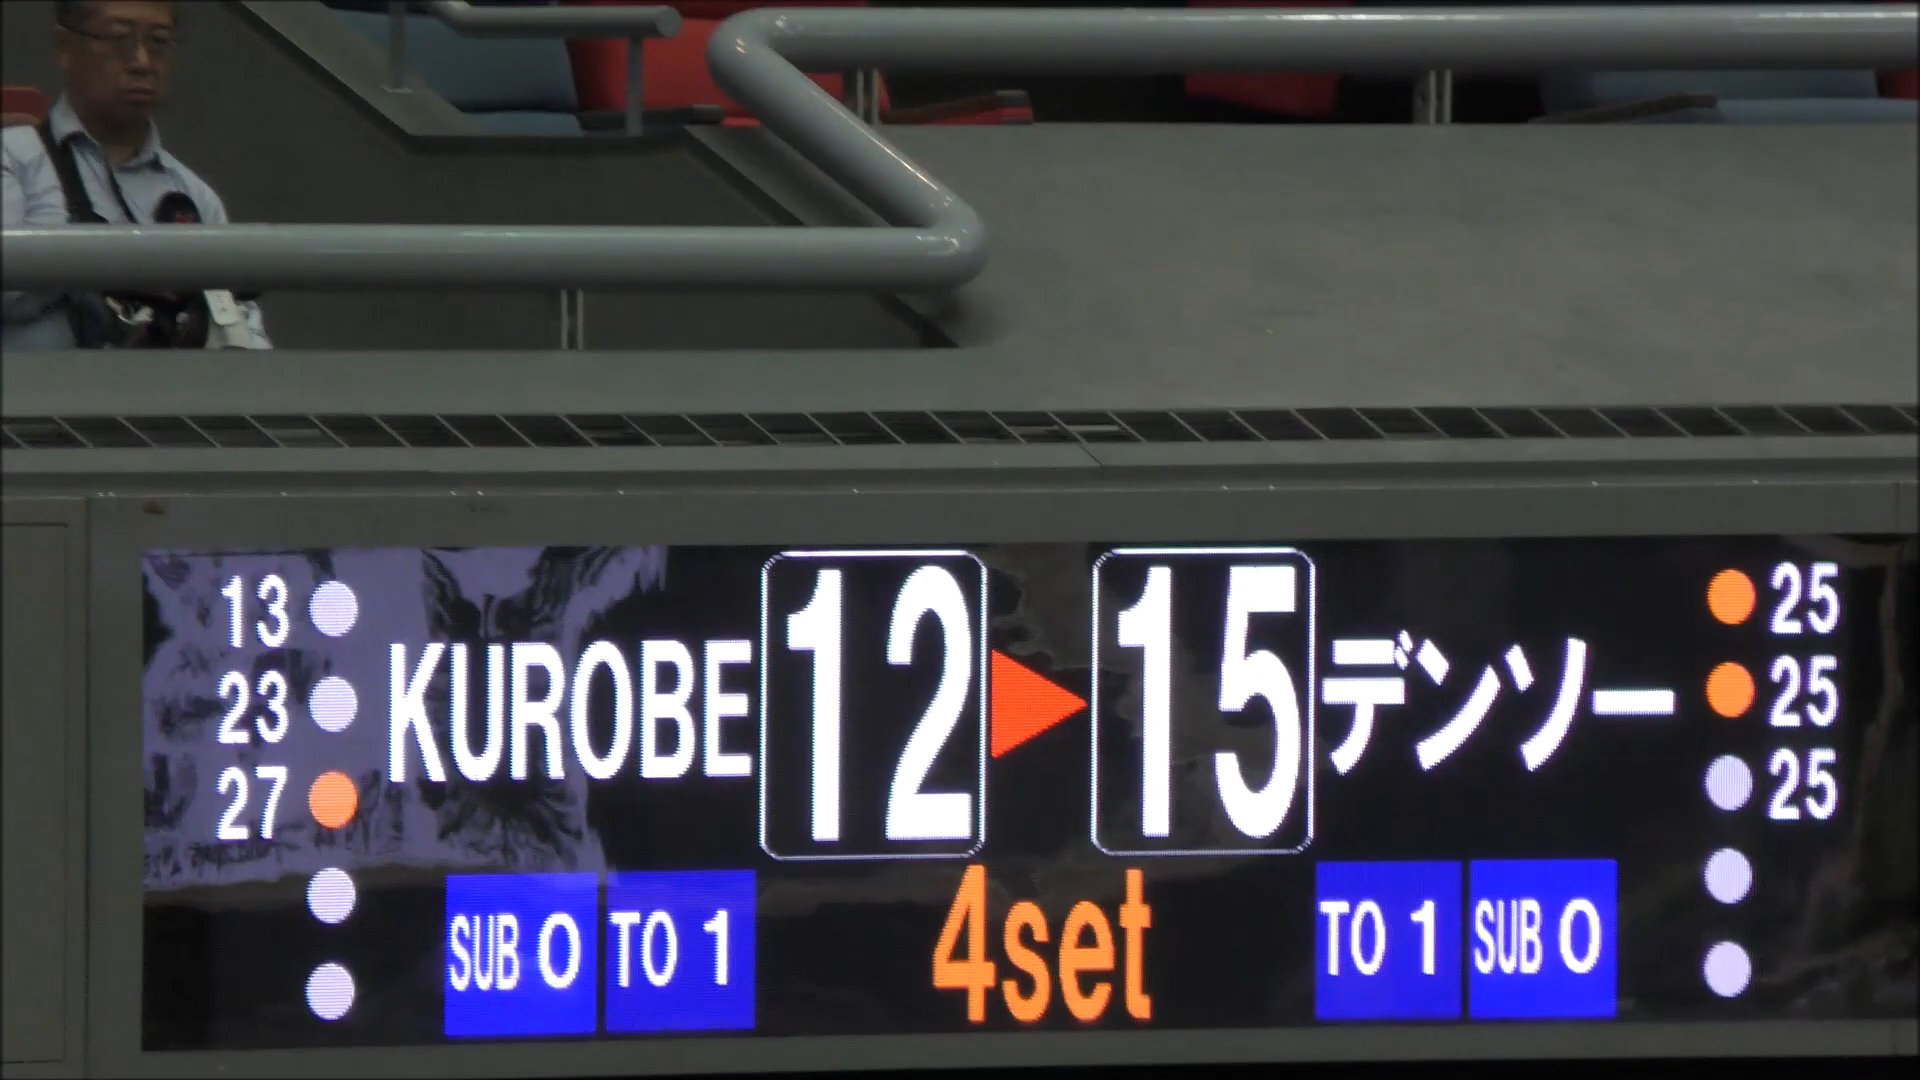 13 25
KUROBE 12 15 デンソー
23 25
27 25
SUB 0 TO 1 4set TO 1 SUB 0